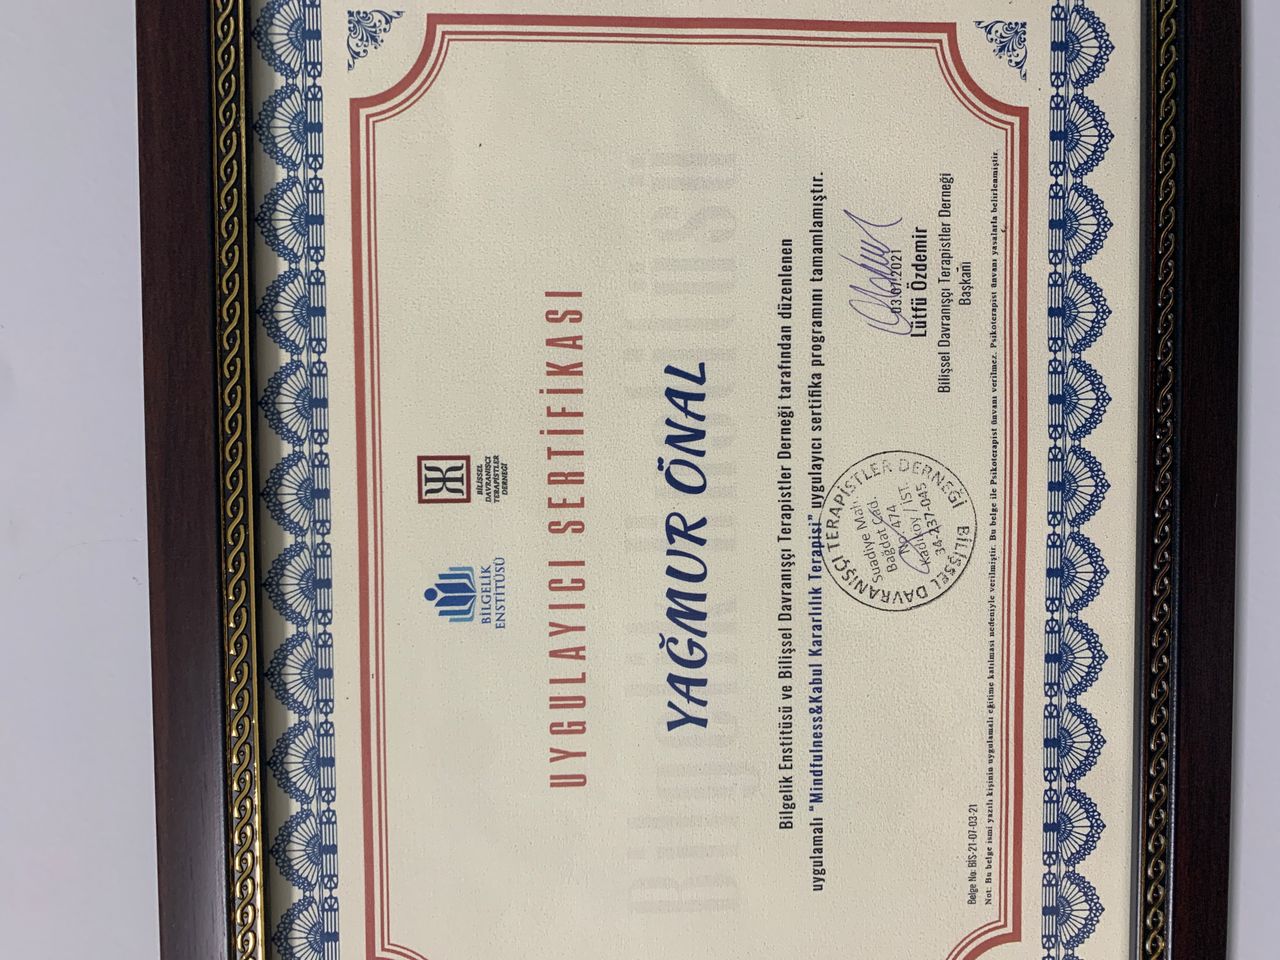 BİLGELİK
ENSTİTÜSÜ
BİLİŞSEL
DAVRANIŞÇI
TERAPİSTLER
DERNEĞİ
UYGULAYICI SERTİFİKASI
YAĞMUR ÖNAL
Bilgelik Enstitüsü ve Bilişsel Davranışçı Terapistler Derneği tarafından düzenlenen
uygulamalı "Mindfulness&Kabul Kararlılık Terapisi" uygulayıcı sertifika programını tamamlamıştır.
BİLİŞSEL DAVRANIŞÇI TERAPİSTLER DERNEĞİ
Suadiye Mah.
Bağdat Cad.
No: 474
Kadıköy / İST.
34-237-045
03.07.2021
Lütfü Özdemir
Bilişsel Davranışçı Terapistler Derneği
Başkanı
Belge No: BİS-21-07-03-21
Not: Bu belge ismi yazılı kişinin uygulamalı eğitime katılması nedeniyle verilmiştir. Bu belge ile Psikoterapist ünvanı verilmez. Psikoterapist ünvanı yasalarla belirlenmiştir.